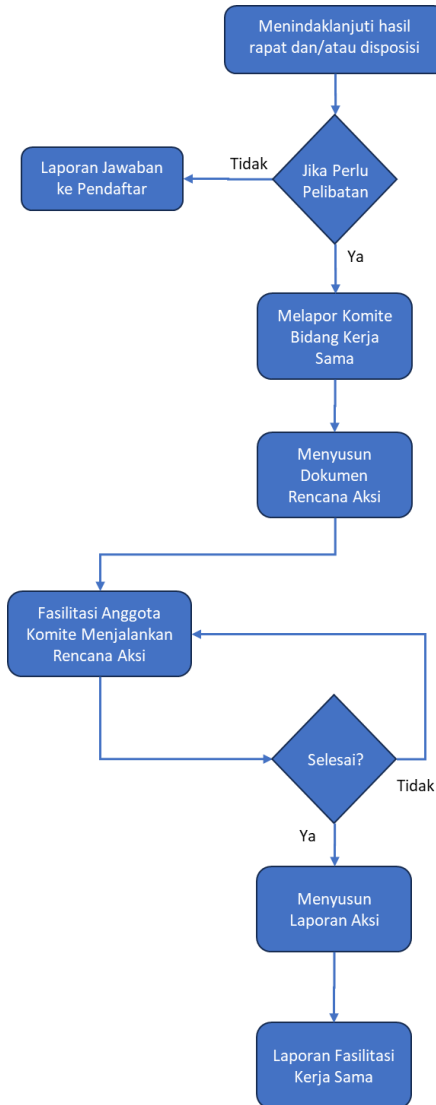 Menindaklanjuti hasil
rapat dan/atau disposisi
Laporan Jawaban
ke Pendaftar
Tidak
Jika Perlu
Pelibatan
Ya
Melapor Komite
Bidang Kerja
Sama
Menyusun
Dokumen
Rencana Aksi
Fasilitasi Anggota
Komite Menjalankan
Rencana Aksi
Selesai?
Tidak
Ya
Menyusun
Laporan Aksi
Laporan Fasilitasi
Kerja Sama